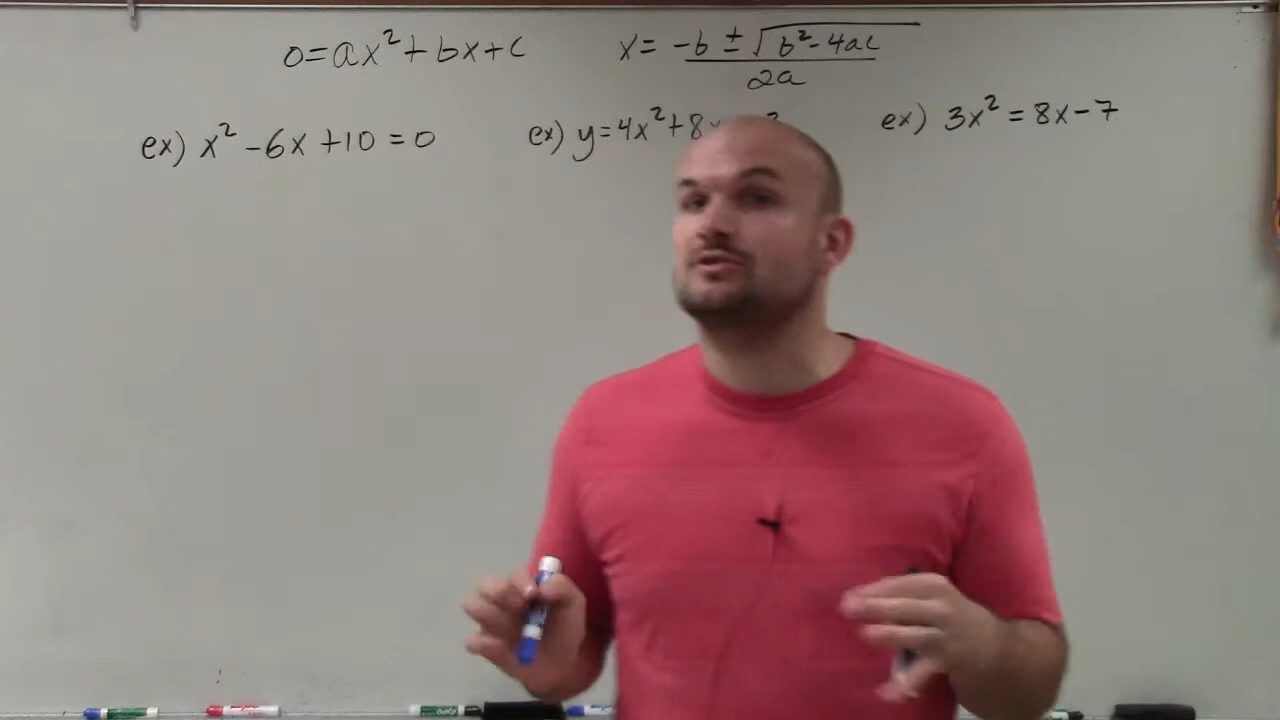 0=ax²+bx+c
x= -b ± √b²-4ac
2a
ex) x² -6x +10 = 0
ex) y=4x²+8x
ex) 3x² = 8x-7